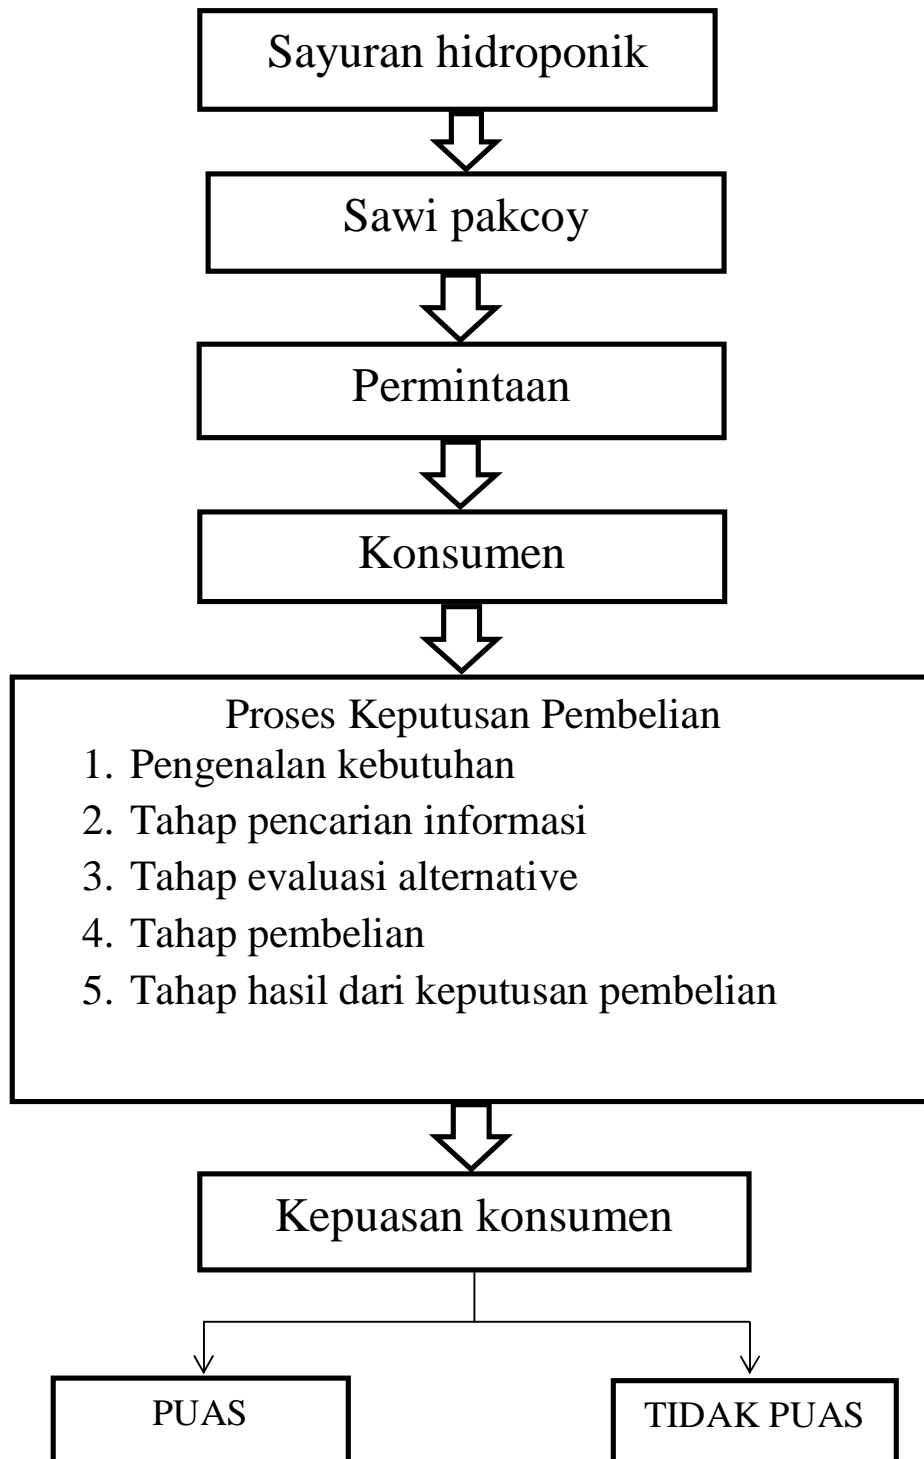 Sayuran hidroponik
Sawi pakcoy
Permintaan
Konsumen
Proses Keputusan Pembelian
1. Pengenalan kebutuhan
2. Tahap pencarian informasi
3. Tahap evaluasi alternative
4. Tahap pembelian
5. Tahap hasil dari keputusan pembelian
Kepuasan konsumen
PUAS
TIDAK PUAS